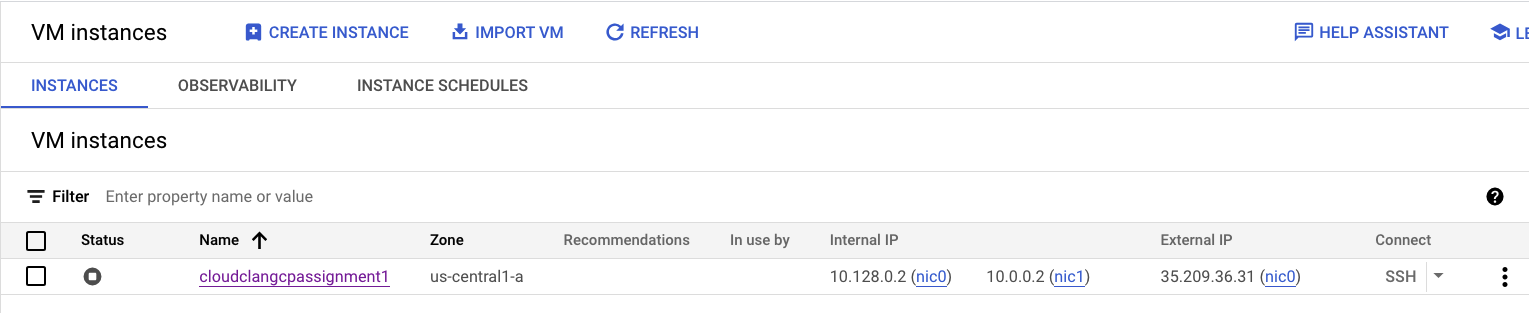 VM instances CREATE INSTANCE IMPORT VM REFRESH HELP ASSISTANT LE
INSTANCES OBSERVABILITY INSTANCE SCHEDULES
VM instances
Filter Enter property name or value
Status Name Zone Recommendations In use by Internal IP External IP Connect
cloudclangcpassignment1 us-central1-a 10.128.0.2 (nic0) 10.0.0.2 (nic1) 35.209.36.31 (nic0) SSH